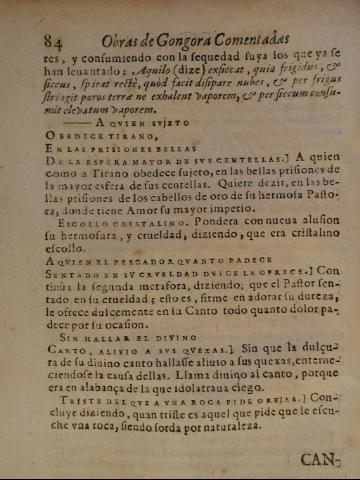 84 Obras de Gongora Comentadas
res, y consumiendo con la sequedad suya los que ya se
han leuantado: Aquilo (dize) exsiccat, quia frigidus, &
siccus, spirat rectè, quòd facit disipare nubes, & per frigus
stringit poros terræ ne exhalent vaporem, & per siccum consu-
mit eleuatum vaporem.
A QUIEN SVJETO
OBEDECE TIRANO,
EN LAS PRISIONES BELLAS
DE LA ESFERA MAYOR DE SVS CENTELLAS.] A quien
como a Tirano obedece sujeto, en las bellas prisiones de
la mayor esfera de sus centellas. Quiere dezir, en las be-
llas prisiones de los cabellos de oro de su hermosa Pasto-
ra, donde tiene Amor su mayor imperio.
ESCOLLO CRISTALINO. Pondera con nueua alusion
su hermosura, y crueldad, diziendo, que era cristalino
escollo.
A QVIEN EL PESCADOR QVANTO PADECE
SENTADO EN SV CRVELDAD DVLCE LE OFRECE.] Con
tinùa la segunda metafora, diziendo, que el Pastor sen-
tado en su crueldad; esto es, firme en adorar su dureza,
le ofrece dulcemente en su Canto todo quanto dolor pa-
dece por su ocasion.
SIN HALLAR EL DIVINO
CANTO, ALIVIO A SVS QVEXAS.] Sin que la dulçu-
ra de su diuino canto hallasse aliuio a sus quexas, enterne-
ciendose la causa dellas. Llama diuino al canto, porque
era en alabança de la que idolatraua ciego.
TRISTE DEL QVE A VNA ROCA PIDE OREJAS.] Con-
cluye diziendo, quan triste es aquel que pide que le escu-
che vna roca, siendo sorda por naturaleza.
CAN-